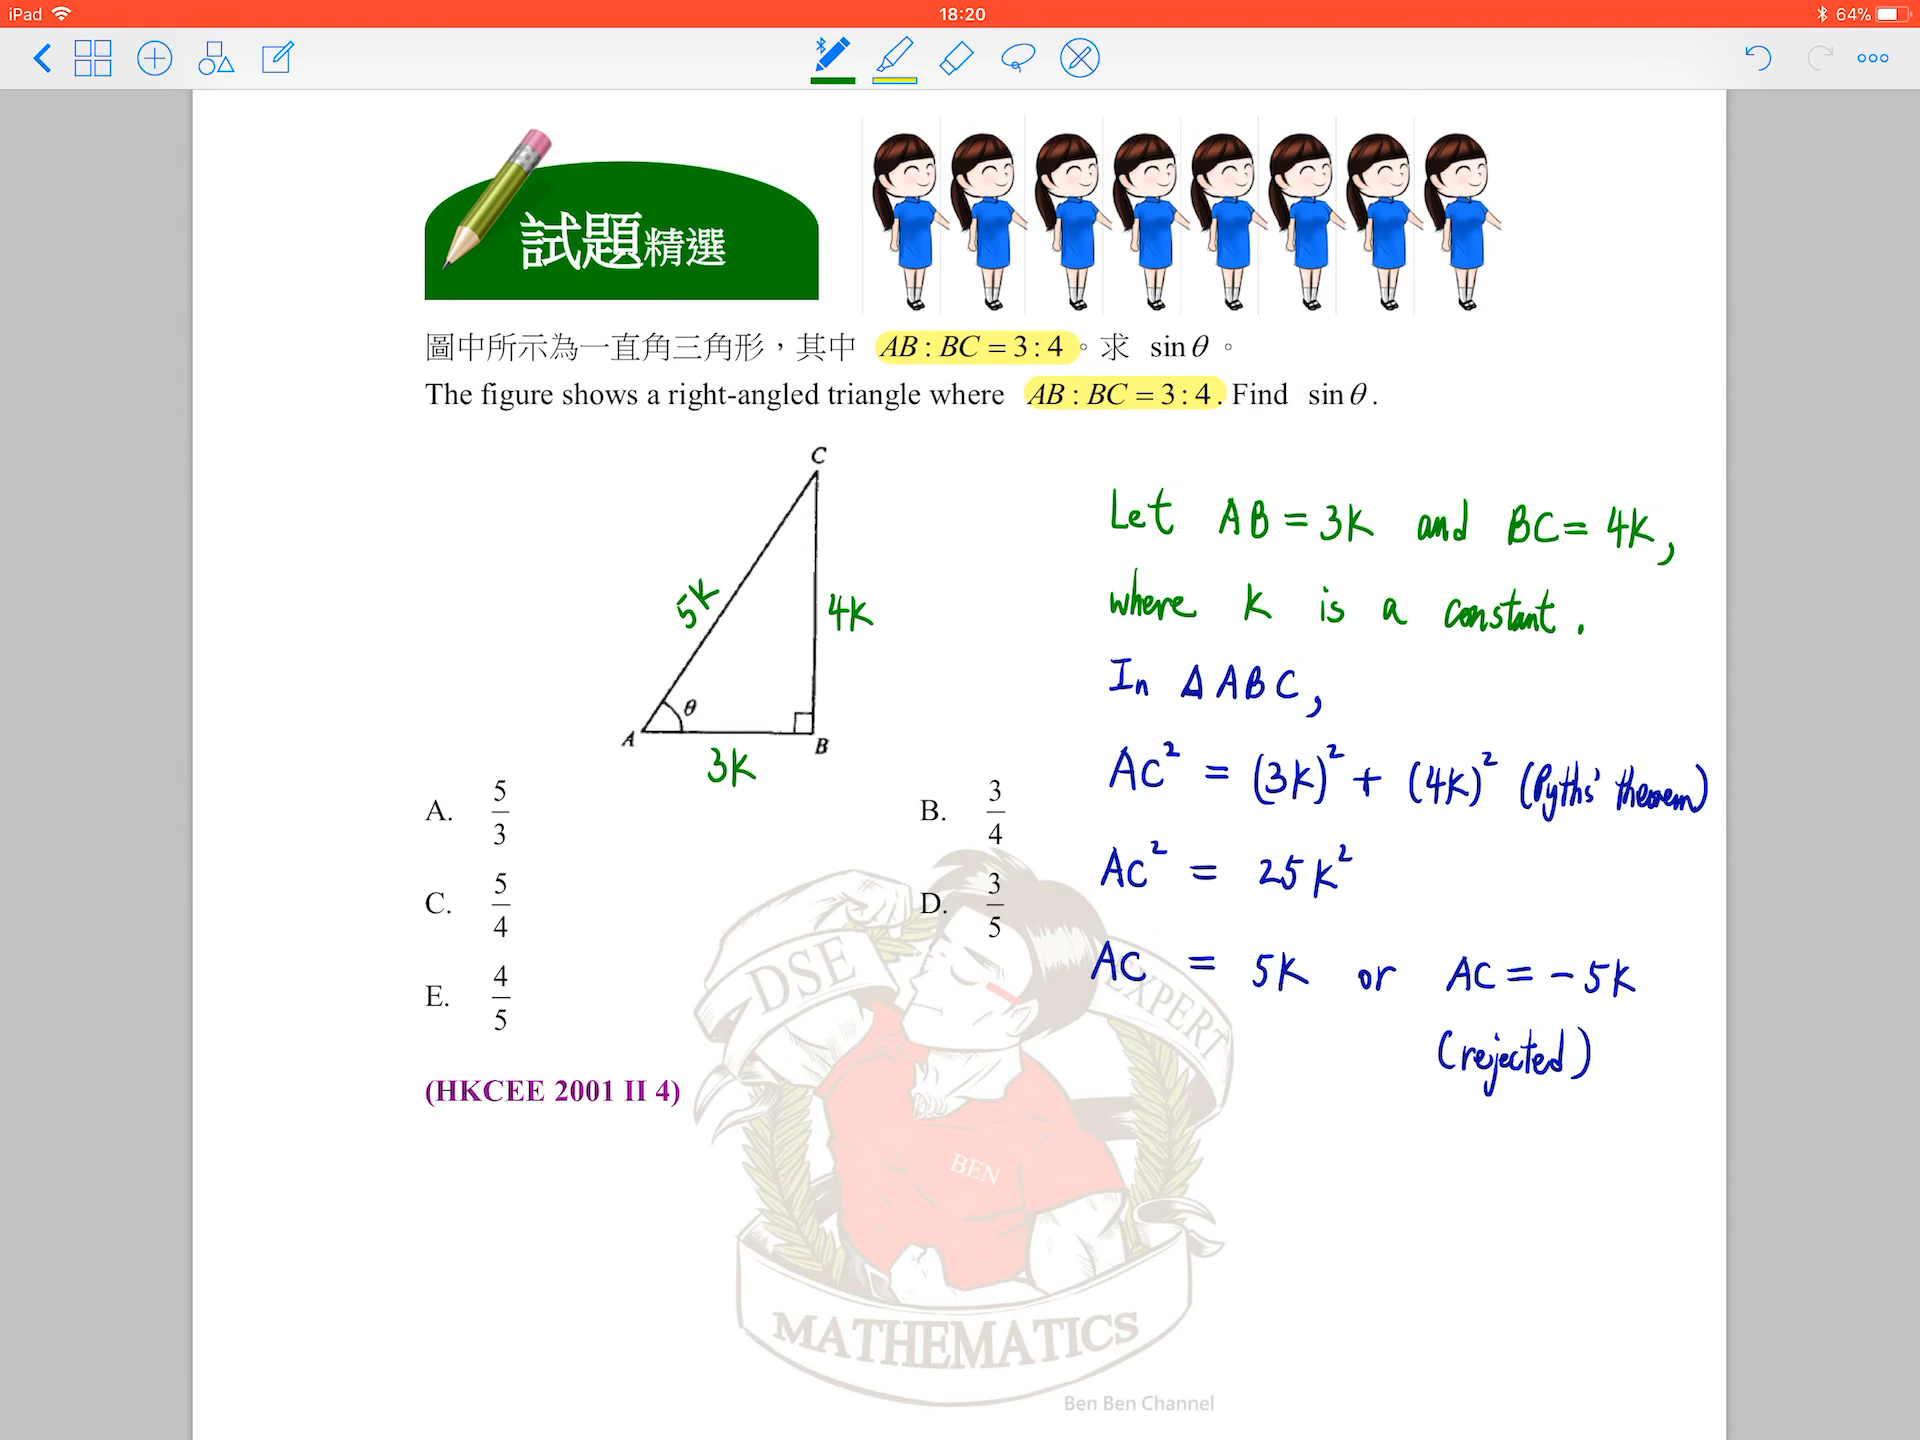 iPad 18:20 64%
試題精選
圖中所示為一直角三角形，其中 AB : BC = 3 : 4。求 sin θ。
The figure shows a right-angled triangle where AB : BC = 3 : 4. Find sin θ.
C
5K
4K
θ
A
B
3K
A. 5/3
B. 3/4
C. 5/4
D. 3/5
E. 4/5
(HKCEE 2001 II 4)
Let AB = 3K and BC = 4K,
where K is a constant.
In Δ ABC,
AC² = (3K)² + (4K)² (Pyths' theorem)
AC² = 25K²
AC = 5K or AC = -5K
(rejected)
DSE EXPERT
BEN
MATHEMATICS
Ben Ben Channel